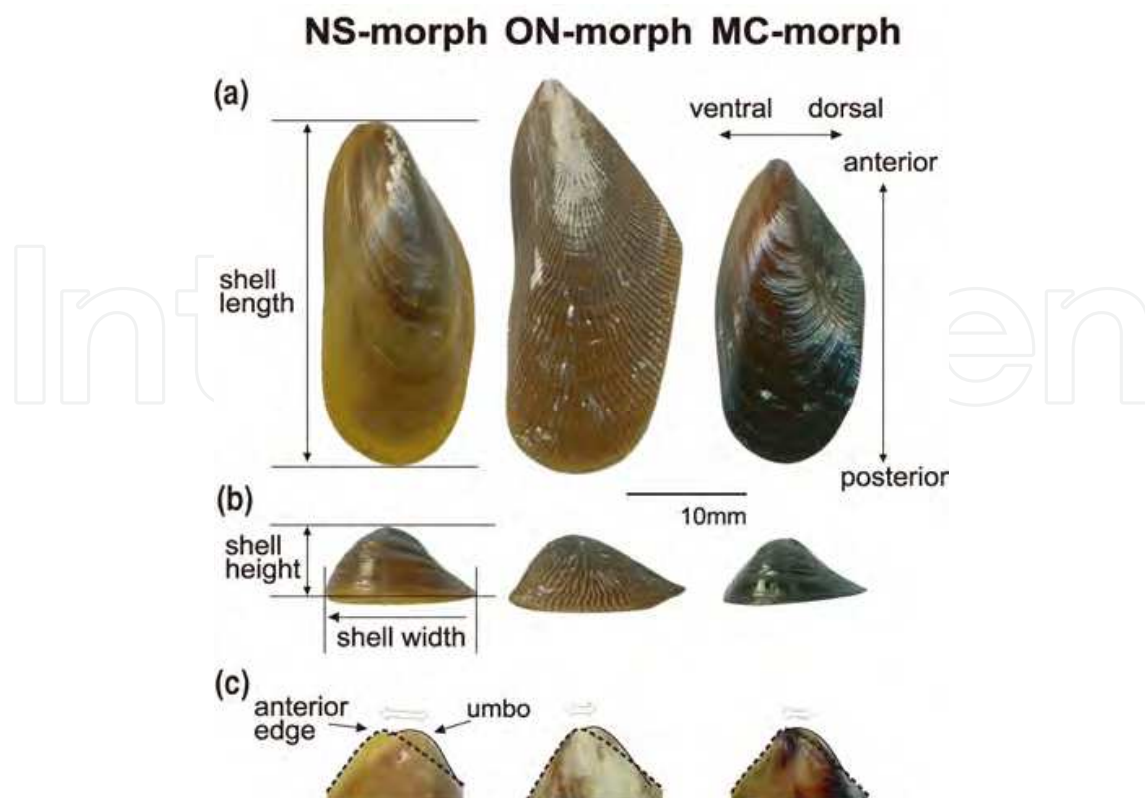 NS-morph ON-morph MC-morph
(a)
ventral dorsal
anterior
shell
length
posterior
(b)
10mm
shell
height
shell width
(c)
anterior
edge
umbo